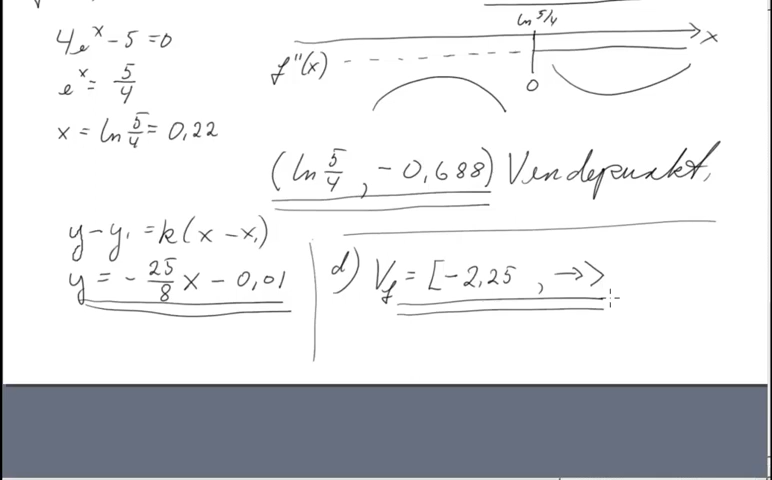 4e^x - 5 = 0
e^x = 5/4
x = ln 5/4 = 0,22
ln 5/4
x
f''(x)
0
(ln 5/4, -0,688) Vendepunkt,
y - y₁ = k(x - x₁)
y = - 25/8 x - 0,01
d) V_f = [-2,25 , →>